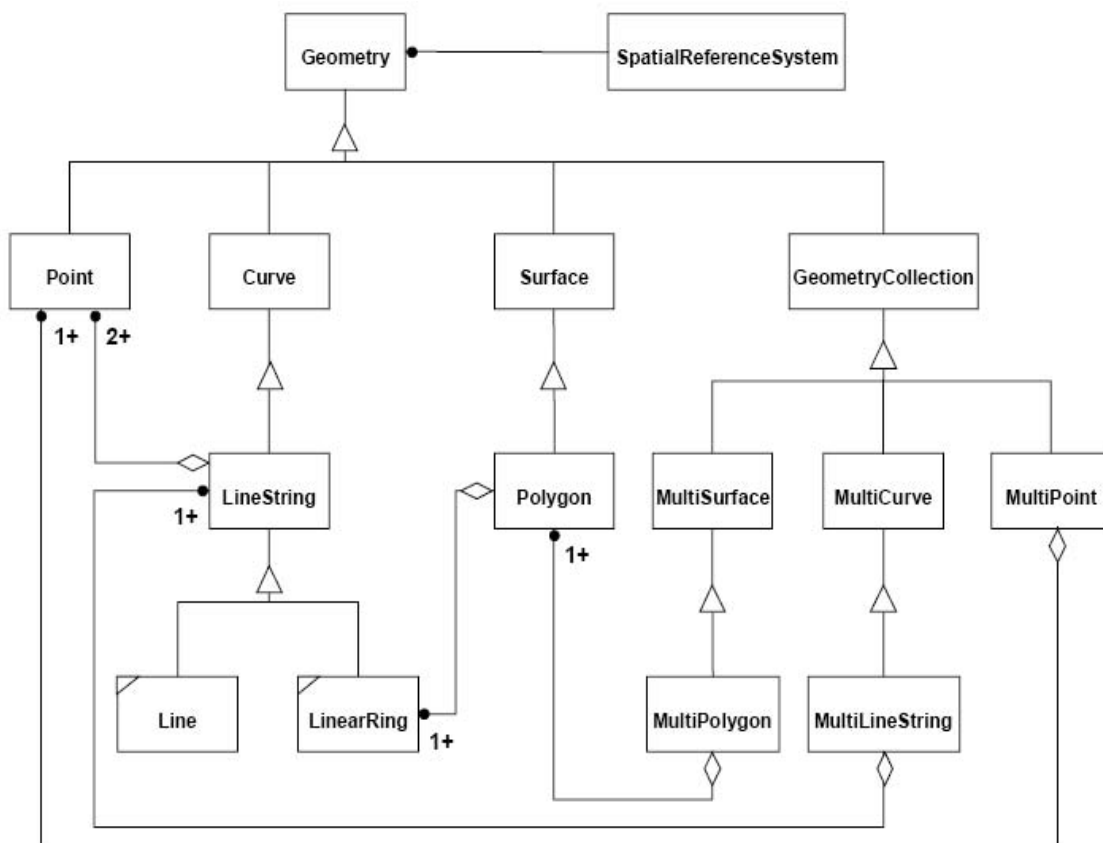 Geometry
SpatialReferenceSystem
Point
Curve
Surface
GeometryCollection
1+
2+
LineString
Polygon
MultiSurface
MultiCurve
MultiPoint
1+
1+
Line
LinearRing
MultiPolygon
MultiLineString
1+